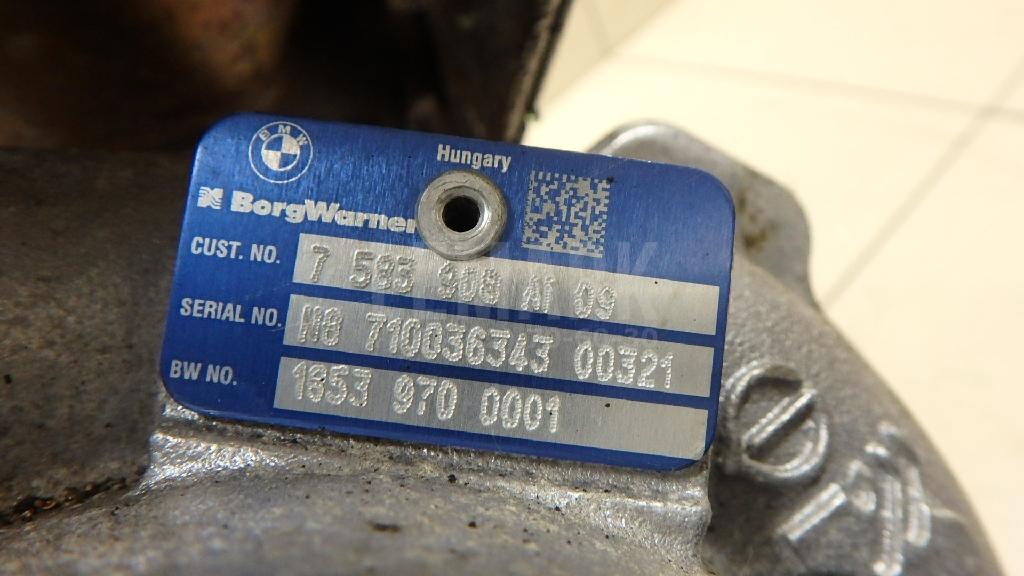 BMW
Hungary
BorgWarner
CUST. NO. 7 593 908 AI 09
SERIAL NO. N8 710036343 00321
BW NO. 1853 970 0001